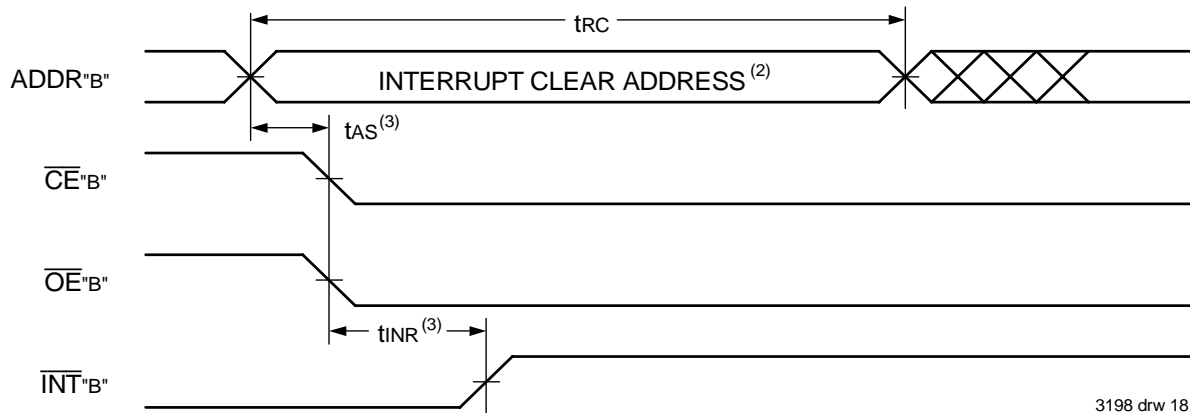 tRC
ADDR"B"
INTERRUPT CLEAR ADDRESS (2)
tAS(3)
CE"B"
OE"B"
tINR(3)
INT"B"
3198 drw 18